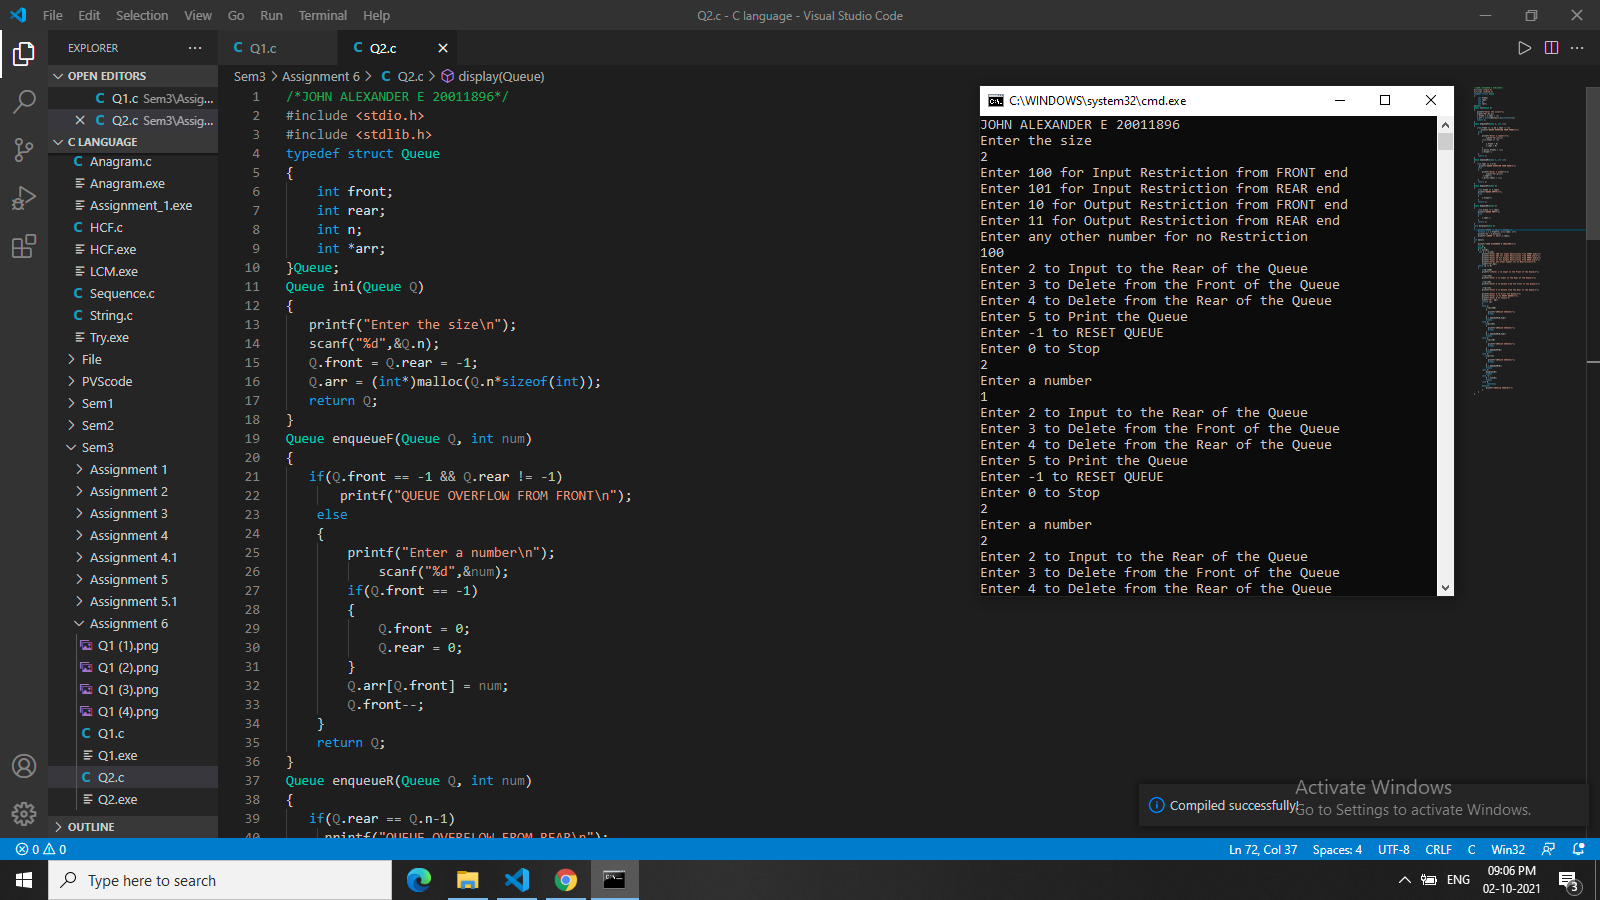 File Edit Selection View Go Run Terminal Help
Q2.c - C language - Visual Studio Code
EXPLORER
OPEN EDITORS
C Q1.c Sem3\Assig...
C Q2.c Sem3\Assig...
C LANGUAGE
C Anagram.c
Anagram.exe
Assignment_1.exe
C HCF.c
HCF.exe
LCM.exe
C Sequence.c
C String.c
Try.exe
File
PVScode
Sem1
Sem2
Sem3
Assignment 1
Assignment 2
Assignment 3
Assignment 4
Assignment 4.1
Assignment 5
Assignment 5.1
Assignment 6
Q1 (1).png
Q1 (2).png
Q1 (3).png
Q1 (4).png
C Q1.c
Q1.exe
C Q2.c
Q2.exe
OUTLINE
C Q1.c
C Q2.c
Sem3 > Assignment 6 > C Q2.c > display(Queue)
1 /*JOHN ALEXANDER E 20011896*/
2 #include <stdio.h>
3 #include <stdlib.h>
4 typedef struct Queue
5 {
6 int front;
7 int rear;
8 int n;
9 int *arr;
10 }Queue;
11 Queue ini(Queue Q)
12 {
13 printf("Enter the size\n");
14 scanf("%d",&Q.n);
15 Q.front = Q.rear = -1;
16 Q.arr = (int*)malloc(Q.n*sizeof(int));
17 return Q;
18 }
19 Queue enqueueF(Queue Q, int num)
20 {
21 if(Q.front == -1 && Q.rear != -1)
22 printf("QUEUE OVERFLOW FROM FRONT\n");
23 else
24 {
25 printf("Enter a number\n");
26 scanf("%d",&num);
27 if(Q.front == -1)
28 {
29 Q.front = 0;
30 Q.rear = 0;
31 }
32 Q.arr[Q.front] = num;
33 Q.front--;
34 }
35 return Q;
36 }
37 Queue enqueueR(Queue Q, int num)
38 {
39 if(Q.rear == Q.n-1)
40 printf("QUEUE OVERFLOW FROM REAR\n");
C:\WINDOWS\system32\cmd.exe
JOHN ALEXANDER E 20011896
Enter the size
2
Enter 100 for Input Restriction from FRONT end
Enter 101 for Input Restriction from REAR end
Enter 10 for Output Restriction from FRONT end
Enter 11 for Output Restriction from REAR end
Enter any other number for no Restriction
100
Enter 2 to Input to the Rear of the Queue
Enter 3 to Delete from the Front of the Queue
Enter 4 to Delete from the Rear of the Queue
Enter 5 to Print the Queue
Enter -1 to RESET QUEUE
Enter 0 to Stop
2
Enter a number
1
Enter 2 to Input to the Rear of the Queue
Enter 3 to Delete from the Front of the Queue
Enter 4 to Delete from the Rear of the Queue
Enter 5 to Print the Queue
Enter -1 to RESET QUEUE
Enter 0 to Stop
2
Enter a number
2
Enter 2 to Input to the Rear of the Queue
Enter 3 to Delete from the Front of the Queue
Enter 4 to Delete from the Rear of the Queue
Activate Windows
Go to Settings to activate Windows.
Compiled successfully!
0 0
Ln 72, Col 37 Spaces: 4 UTF-8 CRLF C Win32
Type here to search
ENG
09:06 PM
02-10-2021
3